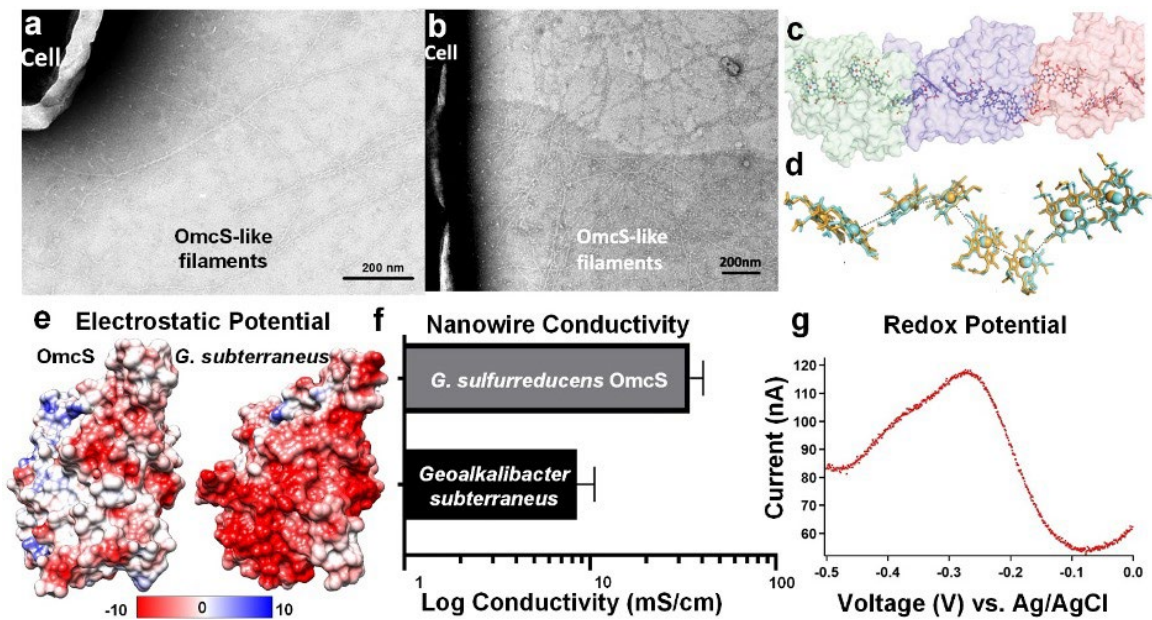 a
Cell
OmcS-like
filaments
200 nm
b
Cell
OmcS-like
filaments
200nm
c
d
e Electrostatic Potential
OmcS G. subterraneus
-10 0 10
f Nanowire Conductivity
G. sulfurreducens OmcS
Geoalkalibacter
subterraneus
1 10 100
Log Conductivity (mS/cm)
g Redox Potential
Current (nA)
120
110
100
90
80
70
60
-0.5 -0.4 -0.3 -0.2 -0.1 0.0
Voltage (V) vs. Ag/AgCl